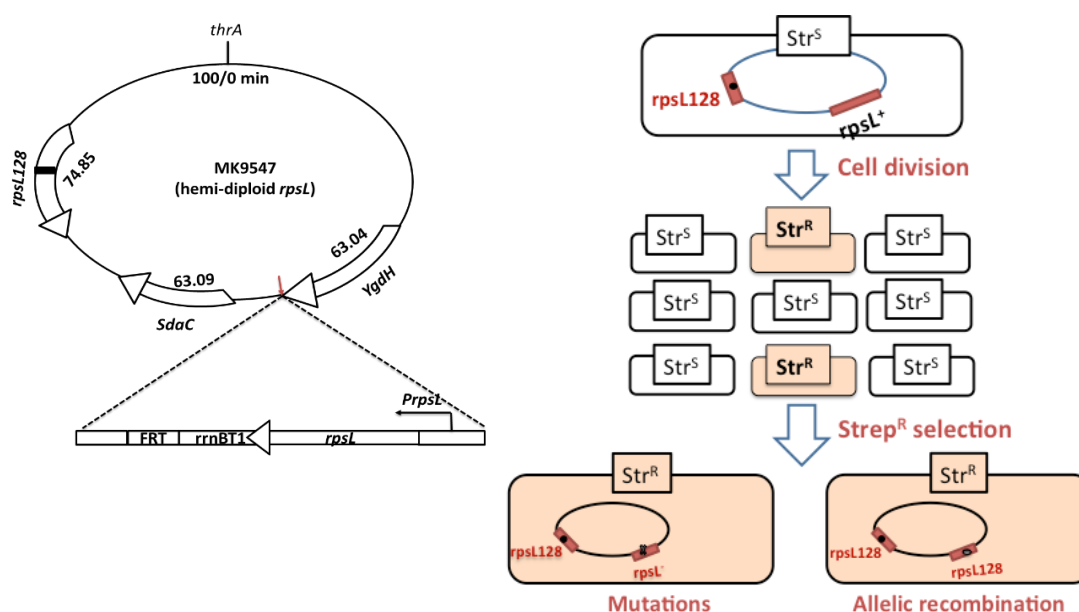 thrA
100/0 min
rpsL128
74.85
MK9547
(hemi-diploid rpsL)
63.04
YgdH
63.09
SdaC
PrpsL
FRT
rrnBT1
rpsL
StrS
rpsL128
rpsL+
Cell division
StrS
StrR
StrS
StrS
StrS
StrS
StrS
StrR
StrS
StrepR selection
StrR
rpsL128
rpsL-
Mutations
StrR
rpsL128
rpsL128
Allelic recombination